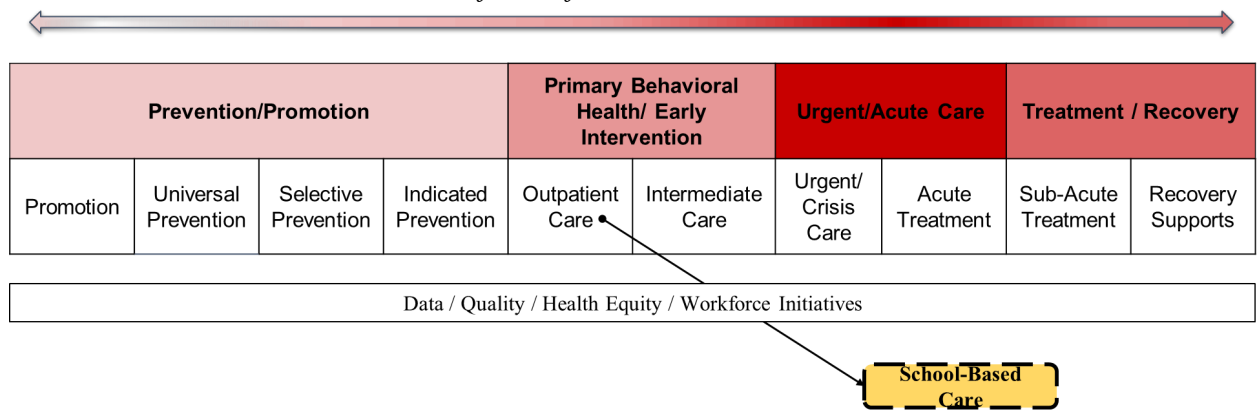 Prevention/Promotion
Primary Behavioral
Health/ Early
Intervention
Urgent/Acute Care
Treatment / Recovery
Promotion
Universal
Prevention
Selective
Prevention
Indicated
Prevention
Outpatient
Care
Intermediate
Care
Urgent/
Crisis
Care
Acute
Treatment
Sub-Acute
Treatment
Recovery
Supports
Data / Quality / Health Equity / Workforce Initiatives
School-Based
Care